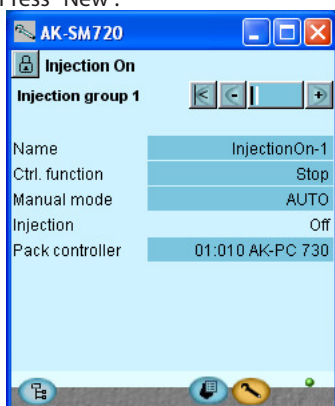 Press "New".
AK-SM720
Injection On
Injection group 1
Name InjectionOn-1
Ctrl. function Stop
Manual mode AUTO
Injection Off
Pack controller 01:010 AK-PC 730